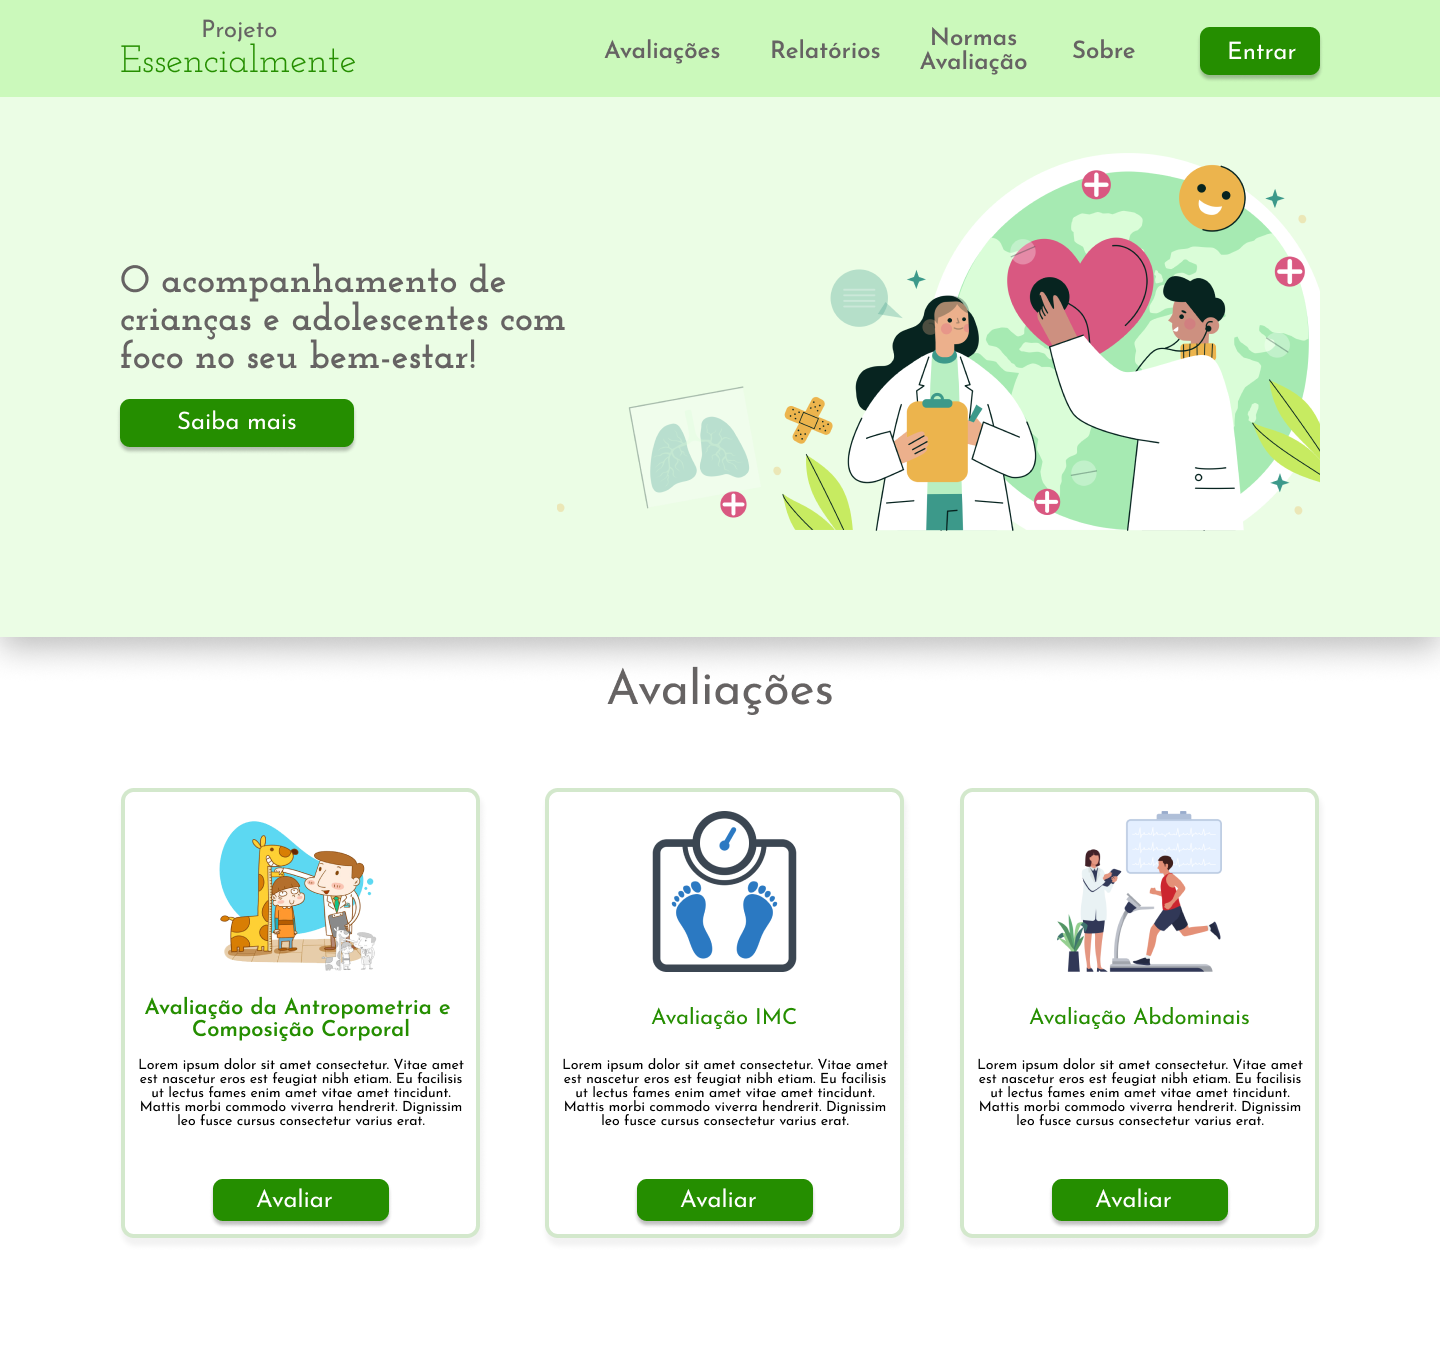 Projeto
Essencialmente
Avaliações
Relatórios
Normas
Avaliação
Sobre
Entrar
O acompanhamento de
crianças e adolescentes com
foco no seu bem-estar!
Saiba mais
Avaliações
Avaliação da Antropometria e
Composição Corporal
Lorem ipsum dolor sit amet consectetur. Vitae amet
est nascetur eros est feugiat nibh etiam. Eu facilisis
ut lectus fames enim amet vitae amet tincidunt.
Mattis morbi commodo viverra hendrerit. Dignissim
leo fusce cursus consectetur varius erat.
Avaliar
Avaliação IMC
Lorem ipsum dolor sit amet consectetur. Vitae amet
est nascetur eros est feugiat nibh etiam. Eu facilisis
ut lectus fames enim amet vitae amet tincidunt.
Mattis morbi commodo viverra hendrerit. Dignissim
leo fusce cursus consectetur varius erat.
Avaliar
Avaliação Abdominais
Lorem ipsum dolor sit amet consectetur. Vitae amet
est nascetur eros est feugiat nibh etiam. Eu facilisis
ut lectus fames enim amet vitae amet tincidunt.
Mattis morbi commodo viverra hendrerit. Dignissim
leo fusce cursus consectetur varius erat.
Avaliar